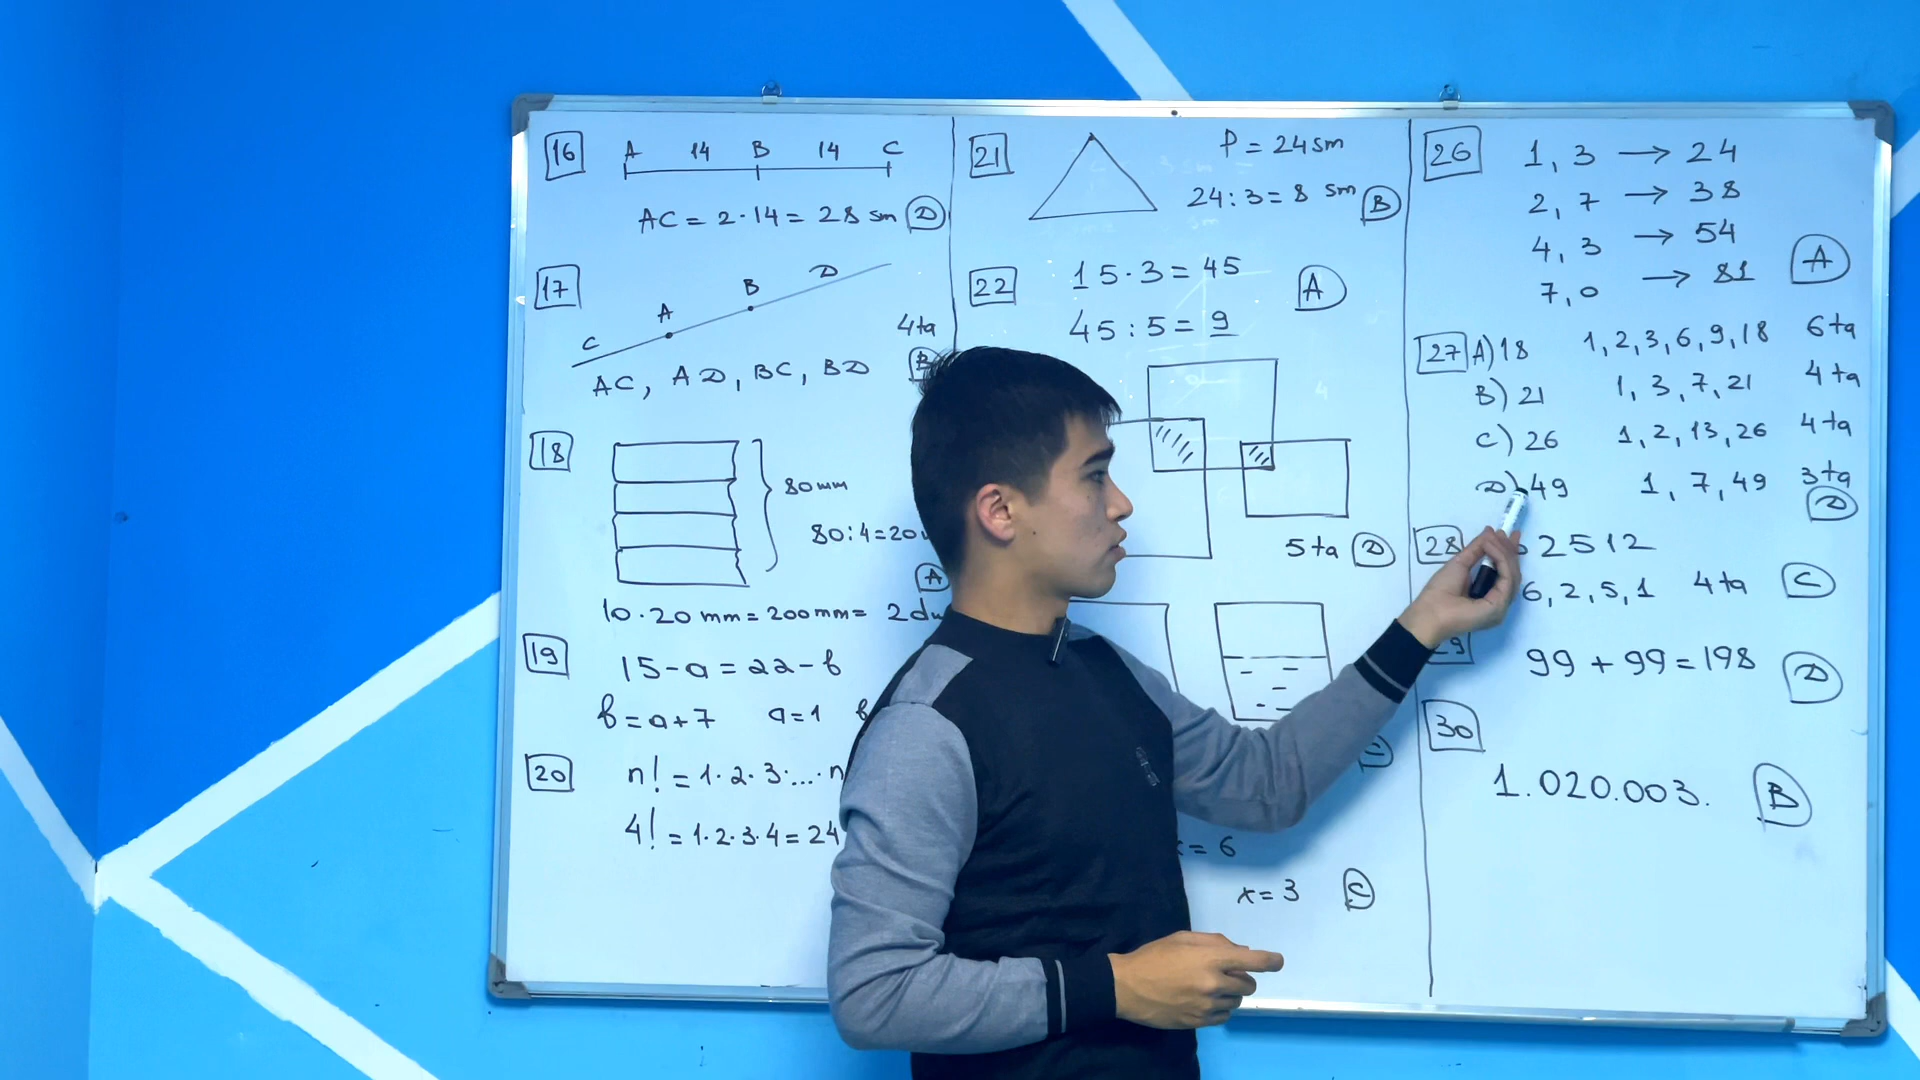 16 A 14 B 14 C
AC = 2·14 = 28 sm D
17 C A B D
4ta
AC, AD, BC, BD B
18 80mm
80:4=20
A
10·20mm=200mm=2d
19 15-a=22-b
b=a+7 a=1
20 n!=1·2·3·...·n
4!=1·2·3·4=24
21 P=24sm
24:3=8 sm B
22 15·3=45 A
45:5=9
5ta D
x=6
x=3 C
26 1,3 → 24
2,7 → 38
4,3 → 54
7,0 → 81 A
27 A) 18 1,2,3,6,9,18 6ta
B) 21 1,3,7,21 4ta
C) 26 1,2,13,26 4ta
D) 49 1,7,49 3ta
D
28 62512
6,2,5,1 4ta C
99+99=198 D
30
1.020.003. B